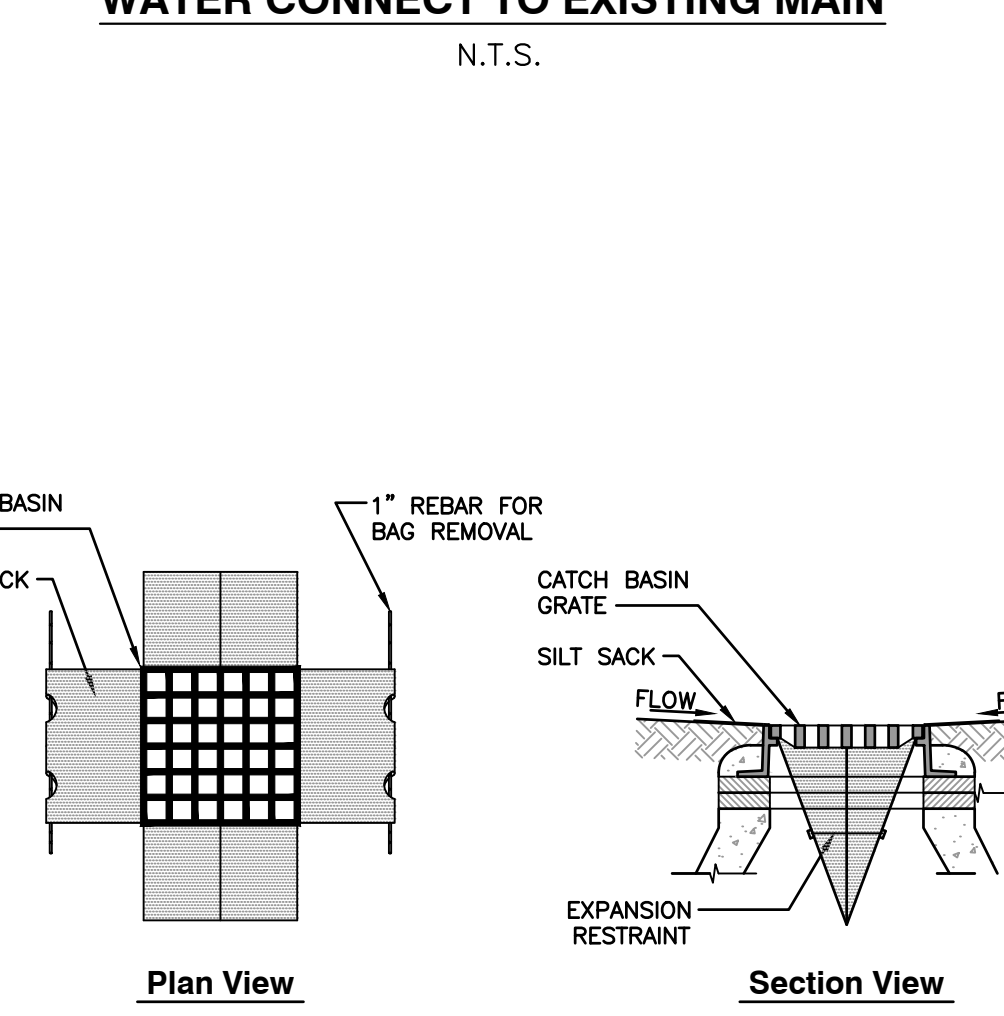 WATER CONNECT TO EXISTING MAIN
N.T.S.
BASIN
CK
1” REBAR FOR
BAG REMOVAL
CATCH BASIN
GRATE
SILT SACK
FLOW
F
EXPANSION
RESTRAINT
Plan View
Section View